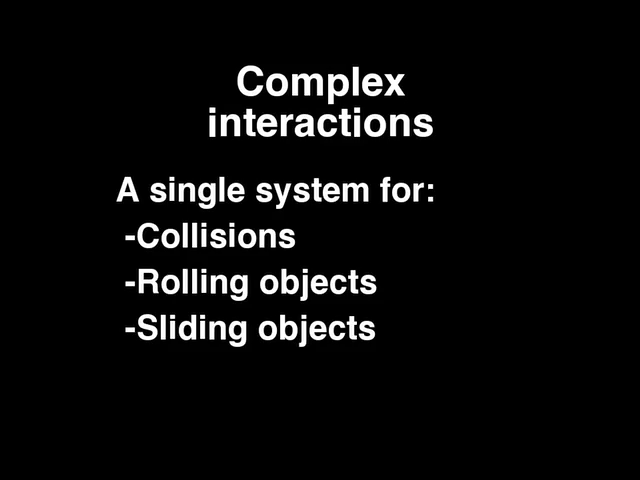 Complex
interactions
A single system for:
-Collisions
-Rolling objects
-Sliding objects